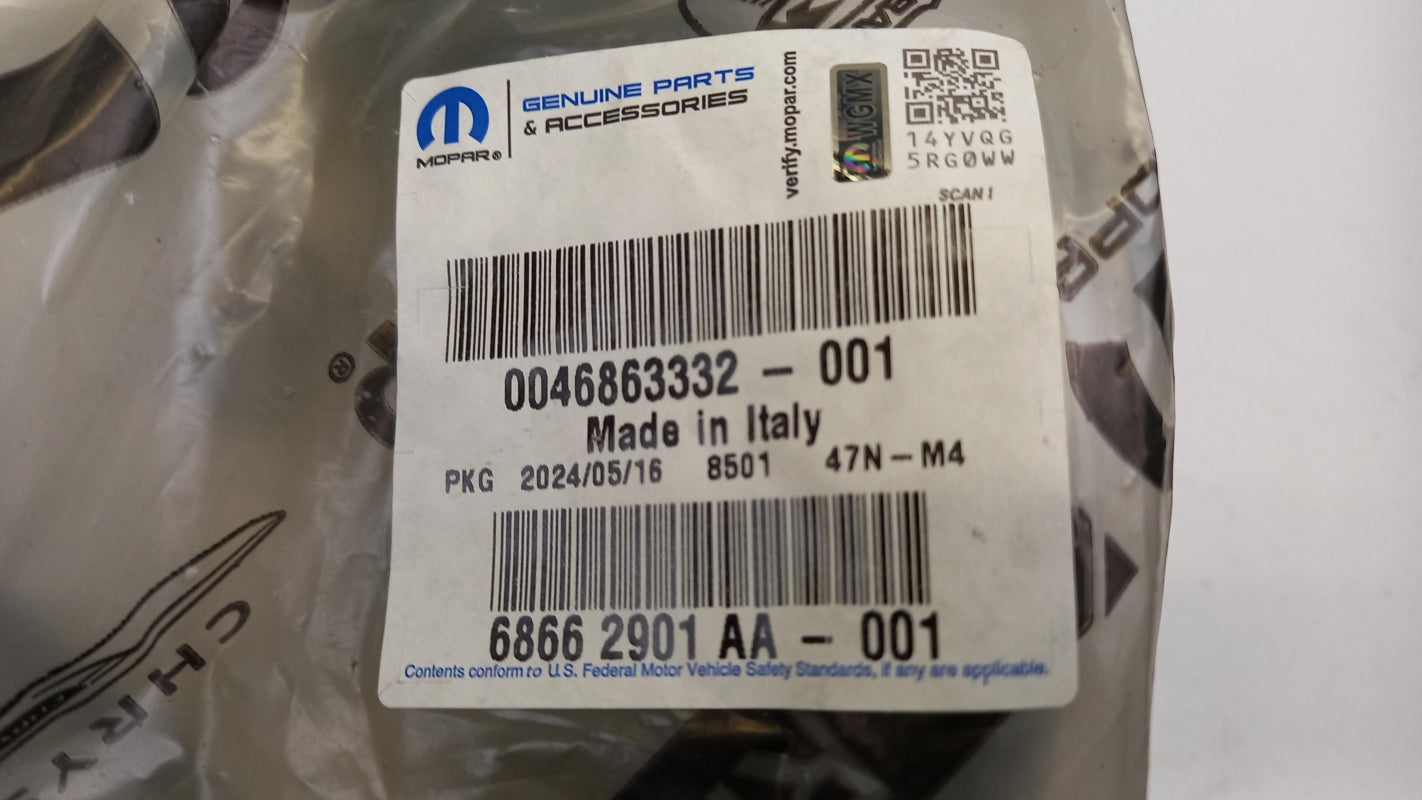 MOPAR®
GENUINE PARTS
& ACCESSORIES
verify.mopar.com
WGMX
14YVQG
5RG0WW
SCAN !
0046863332 - 001
Made in Italy
PKG 2024/05/16 8501 47N-M4
6866 2901 AA - 001
Contents conform to U.S. Federal Motor Vehicle Safety Standards, if any are applicable.
®
CHRY
OPAR